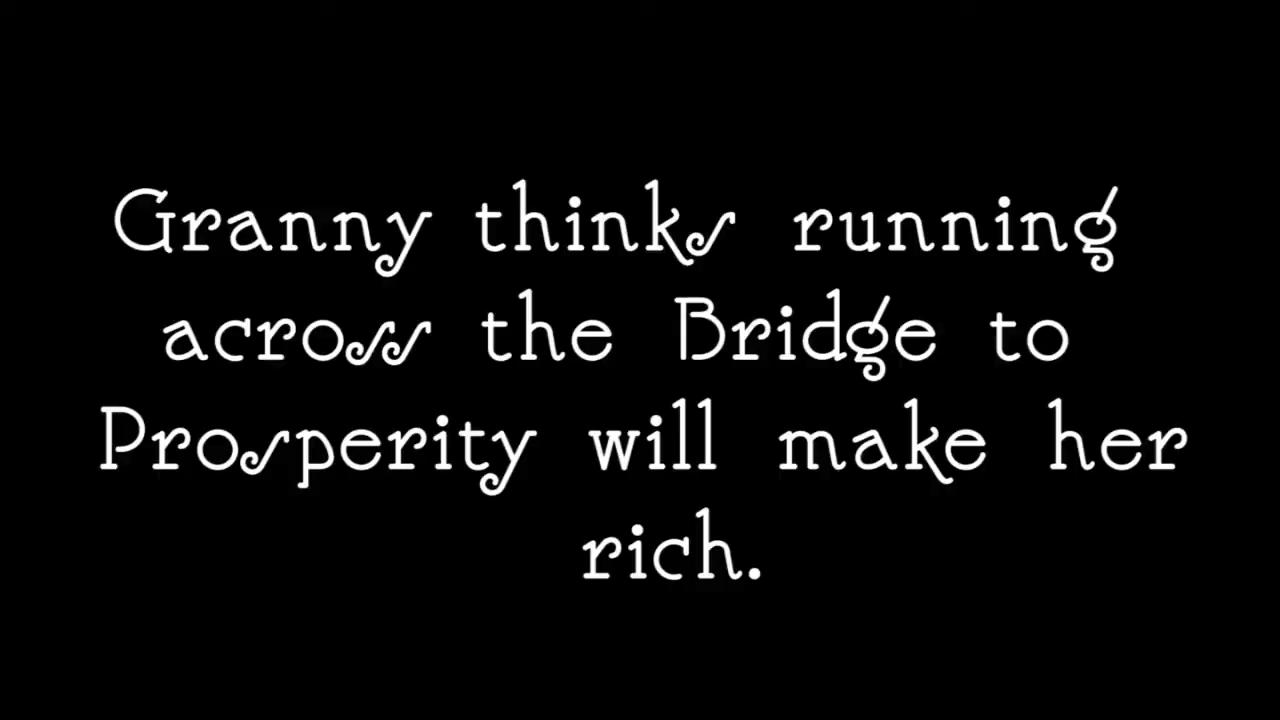 Granny thinks running
across the Bridge to
Prosperity will make her
rich.